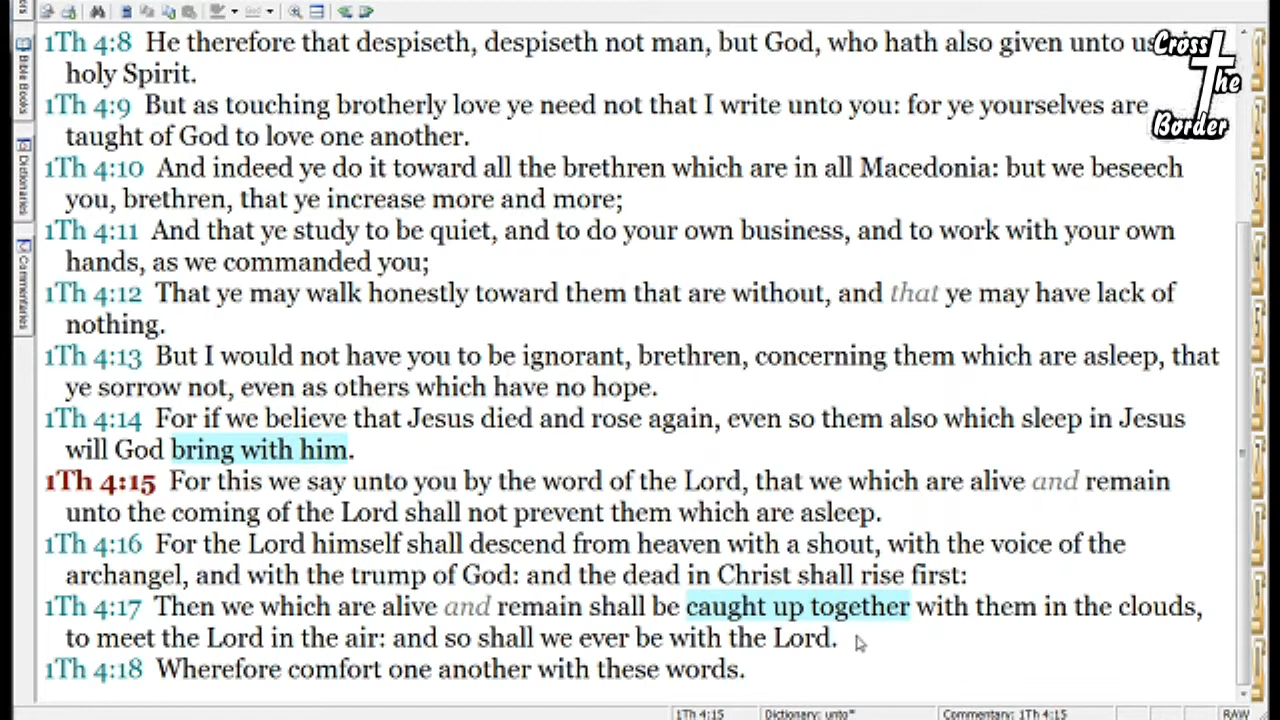 1Th 4:8 He therefore that despiseth, despiseth not man, but God, who hath also given unto us
holy Spirit.
1Th 4:9 But as touching brotherly love ye need not that I write unto you: for ye yourselves are
taught of God to love one another.
1Th 4:10 And indeed ye do it toward all the brethren which are in all Macedonia: but we beseech
you, brethren, that ye increase more and more;
1Th 4:11 And that ye study to be quiet, and to do your own business, and to work with your own
hands, as we commanded you;
1Th 4:12 That ye may walk honestly toward them that are without, and that ye may have lack of
nothing.
1Th 4:13 But I would not have you to be ignorant, brethren, concerning them which are asleep, that
ye sorrow not, even as others which have no hope.
1Th 4:14 For if we believe that Jesus died and rose again, even so them also which sleep in Jesus
will God bring with him.
1Th 4:15 For this we say unto you by the word of the Lord, that we which are alive and remain
unto the coming of the Lord shall not prevent them which are asleep.
1Th 4:16 For the Lord himself shall descend from heaven with a shout, with the voice of the
archangel, and with the trump of God: and the dead in Christ shall rise first:
1Th 4:17 Then we which are alive and remain shall be caught up together with them in the clouds,
to meet the Lord in the air: and so shall we ever be with the Lord.
1Th 4:18 Wherefore comfort one another with these words.
Cross
The
Border
Bible Books
Dictionaries
Commentaries
1Th 4:15
Dictionary: unto*
Commentary: 1Th 4:15
RAW